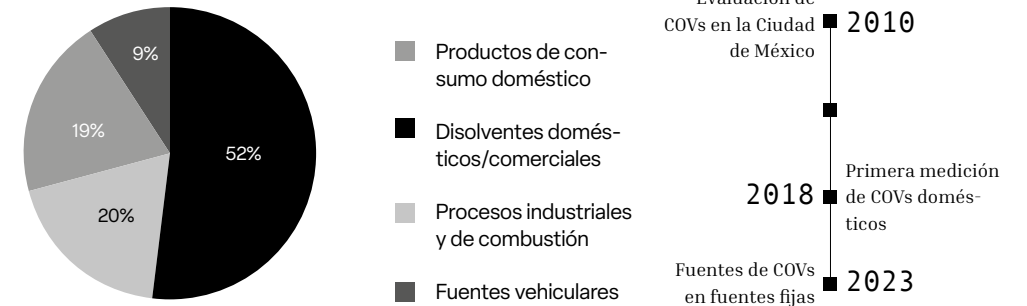 9%
19%
52%
20%
Productos de con-
sumo doméstico
Disolventes domés-
ticos/comerciales
Procesos industriales
y de combustión
Fuentes vehiculares
Evaluación de
COVs en la Ciudad
de México
2010
Primera medición
de COVs domés-
ticos
2018
Fuentes de COVs
en fuentes fijas
2023